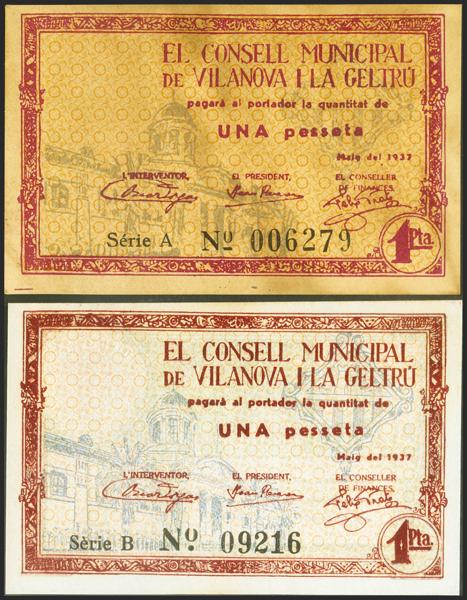 EL CONSELL MUNICIPAL
DE VILANOVA I LA GELTRÚ
pagará al portador la quantitat de
UNA pesseta
Maig del 1937
L'INTERVENTOR, EL PRESIDENT, EL CONSELLER
DE FINANCES
Série A Nº 006279
1 Pta.
EL CONSELL MUNICIPAL
DE VILANOVA I LA GELTRÚ
pagarà al portador la quantitat de
UNA pesseta
Maig del 1937
L'INTERVENTOR, EL PRESIDENT, EL CONSELLER
DE FINANCES
Sèrie B Nº 09216
1 Pta.